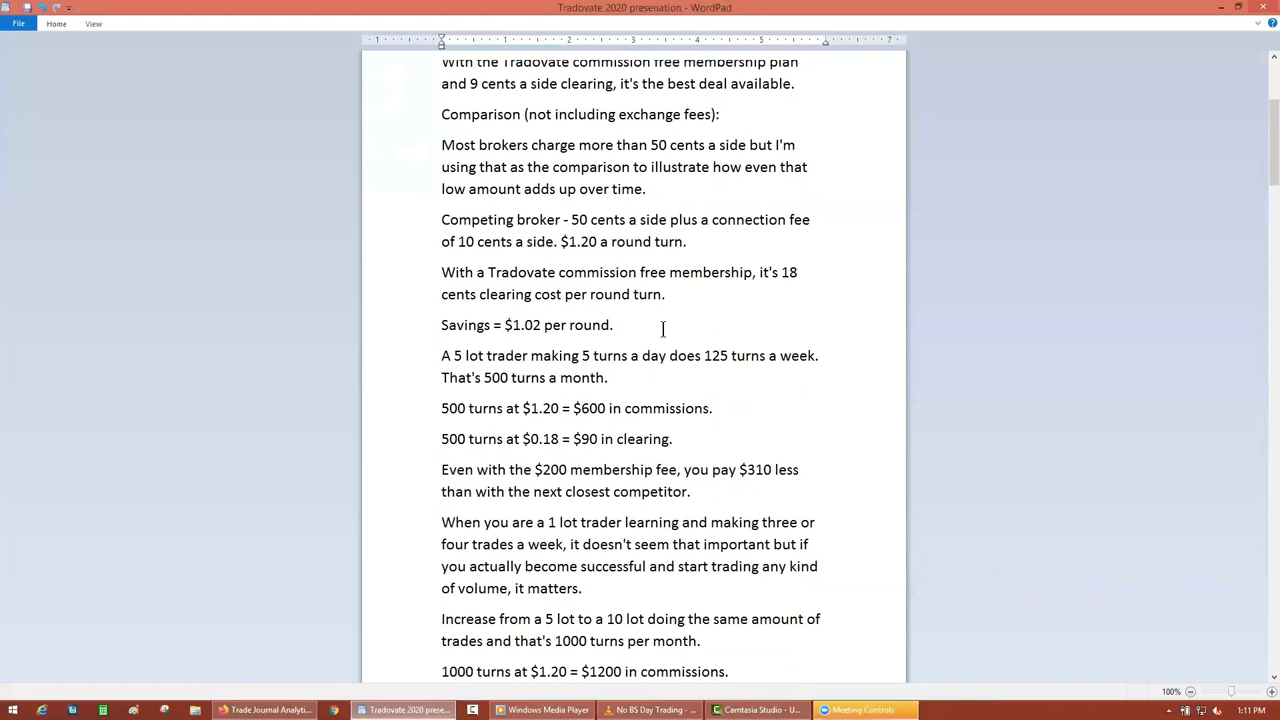 Tradovate 2020 presenation - WordPad
File
Home
View
1 1 2 3 4 5 7
With the Tradovate commission free membership plan
and 9 cents a side clearing, it's the best deal available.
Comparison (not including exchange fees):
Most brokers charge more than 50 cents a side but I'm
using that as the comparison to illustrate how even that
low amount adds up over time.
Competing broker - 50 cents a side plus a connection fee
of 10 cents a side. $1.20 a round turn.
With a Tradovate commission free membership, it's 18
cents clearing cost per round turn.
Savings = $1.02 per round.
A 5 lot trader making 5 turns a day does 125 turns a week.
That's 500 turns a month.
500 turns at $1.20 = $600 in commissions.
500 turns at $0.18 = $90 in clearing.
Even with the $200 membership fee, you pay $310 less
than with the next closest competitor.
When you are a 1 lot trader learning and making three or
four trades a week, it doesn't seem that important but if
you actually become successful and start trading any kind
of volume, it matters.
Increase from a 5 lot to a 10 lot doing the same amount of
trades and that's 1000 turns per month.
1000 turns at $1.20 = $1200 in commissions.
100%
Trade Journal Analyti...
Tradovate 2020 prese...
Windows Media Player
No BS Day Trading - ...
Camtasia Studio - U...
Meeting Controls
1:11 PM